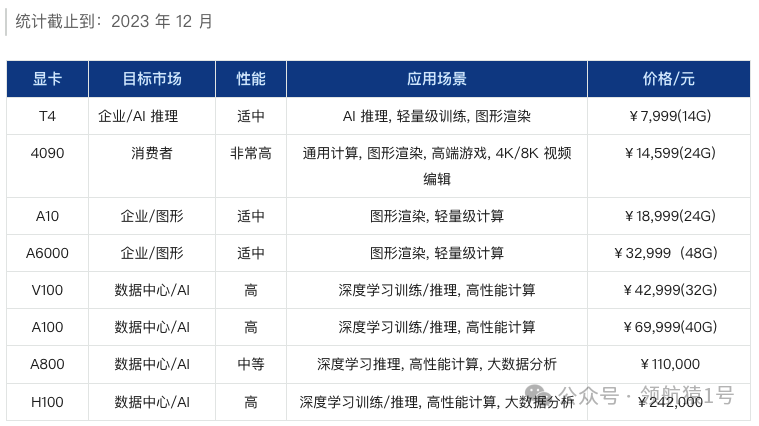 统计截止到：2023 年 12 月
显卡 目标市场 性能 应用场景 价格/元
T4 企业/AI 推理 适中 AI 推理, 轻量级训练, 图形渲染 ￥7,999(14G)
4090 消费者 非常高 通用计算, 图形渲染, 高端游戏, 4K/8K 视频 ￥14,599(24G)
编辑
A10 企业/图形 适中 图形渲染, 轻量级计算 ￥18,999(24G)
A6000 企业/图形 适中 图形渲染, 轻量级计算 ￥32,999（48G）
V100 数据中心/AI 高 深度学习训练/推理, 高性能计算 ￥42,999(32G)
A100 数据中心/AI 高 深度学习训练/推理, 高性能计算 ￥69,999(40G)
A800 数据中心/AI 中等 深度学习推理, 高性能计算, 大数据分析 ￥110,000
H100 数据中心/AI 高 深度学习训练/推理, 高性能计算, 大数据分析 ￥242,000
公众号 · 领航猿1号